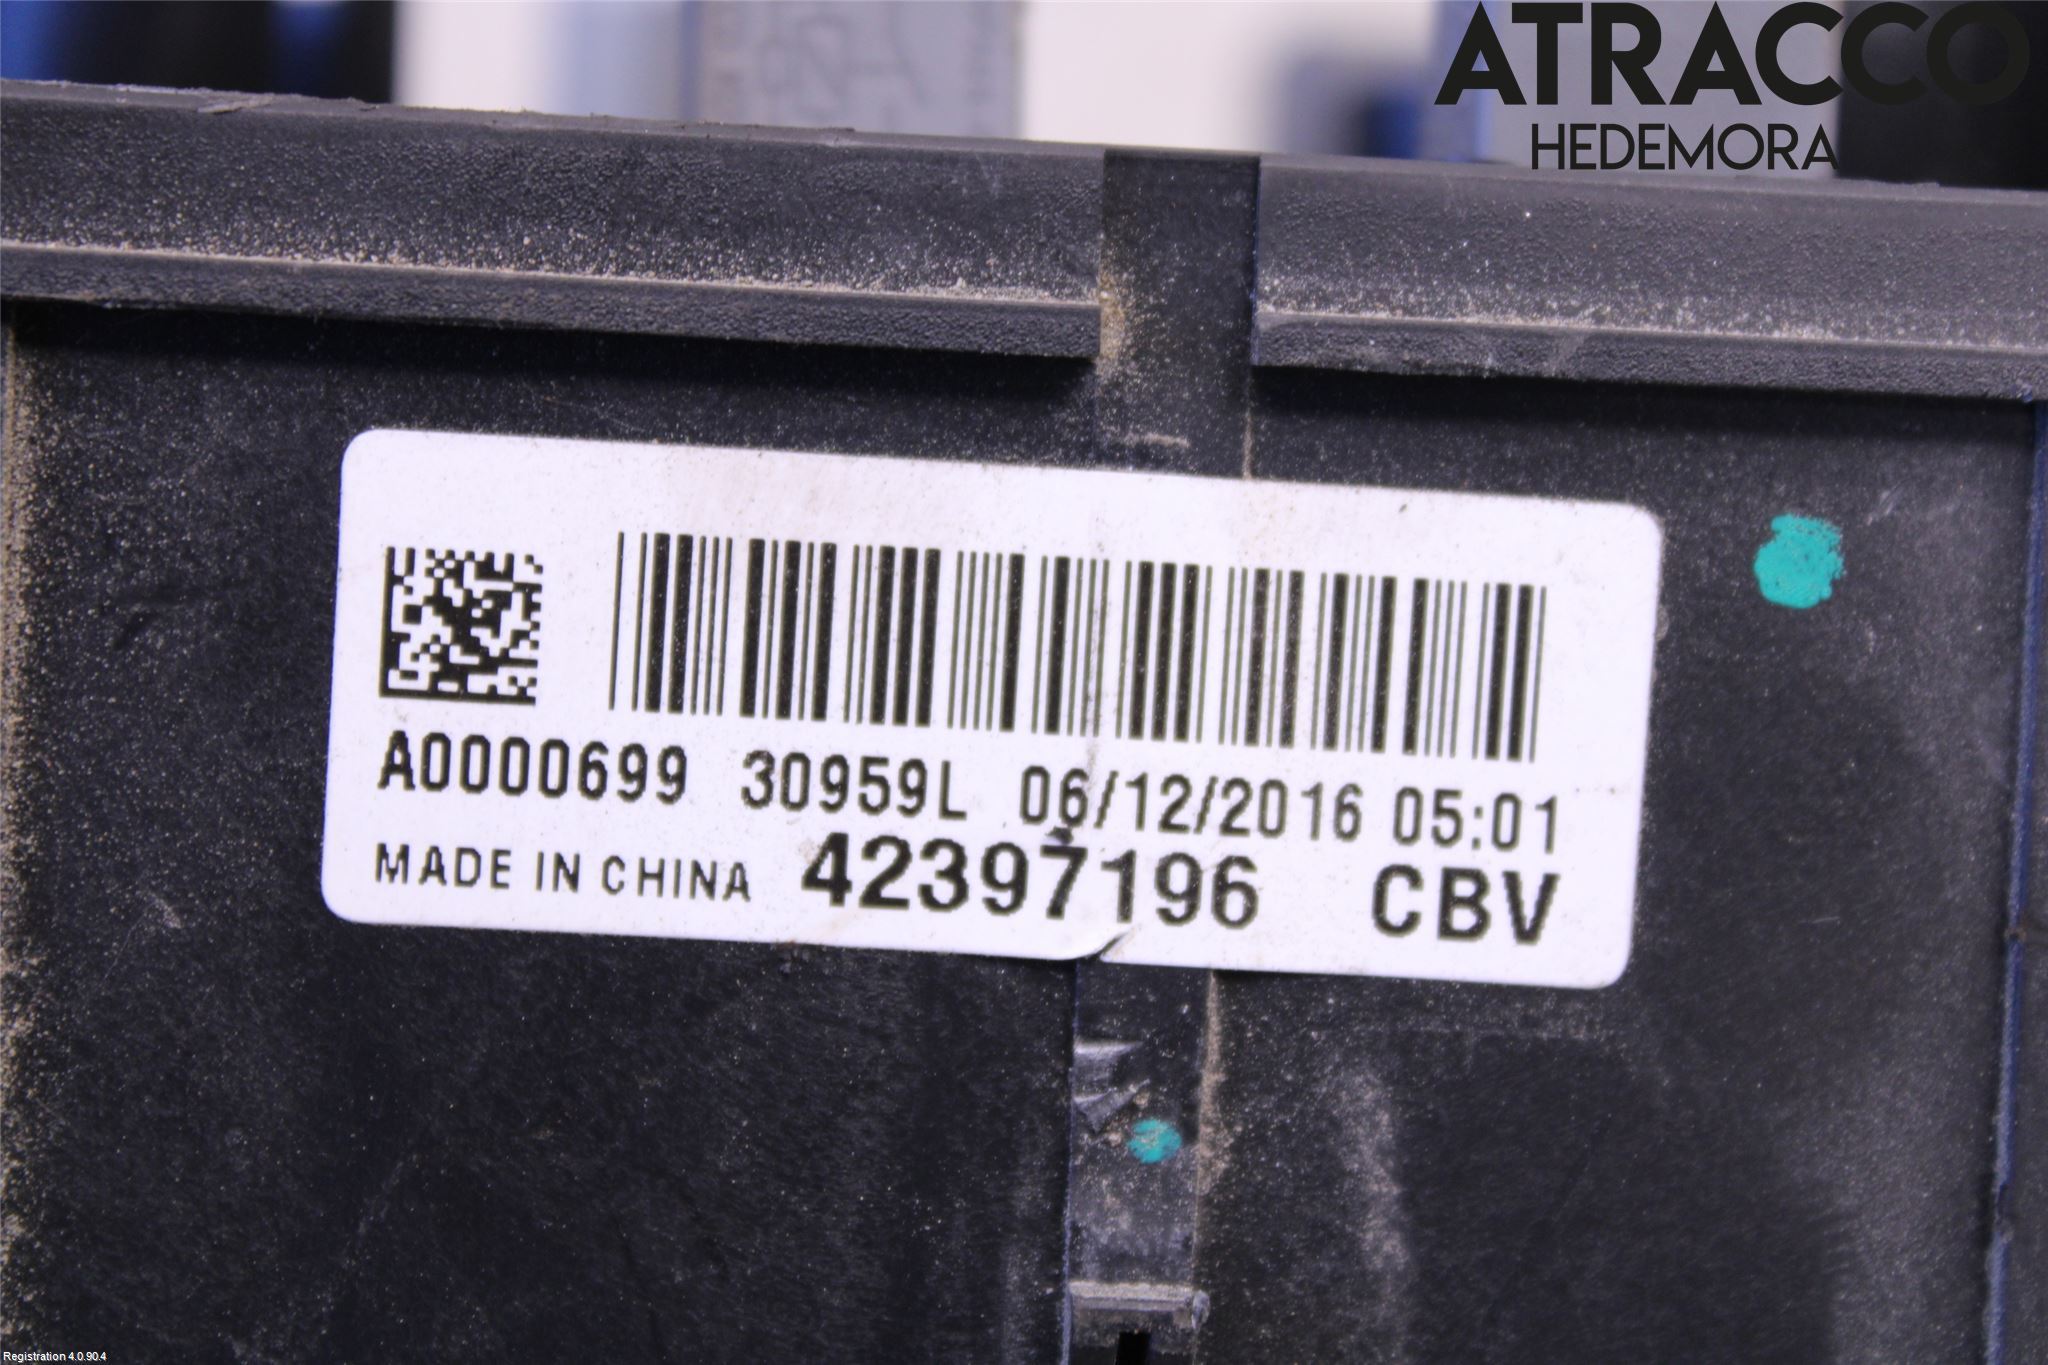 ATRACCO
HEDEMORA
A0000699 30959L 06/12/2016 05:01
MADE IN CHINA 42397196 CBV
Registration 4.0.90.4